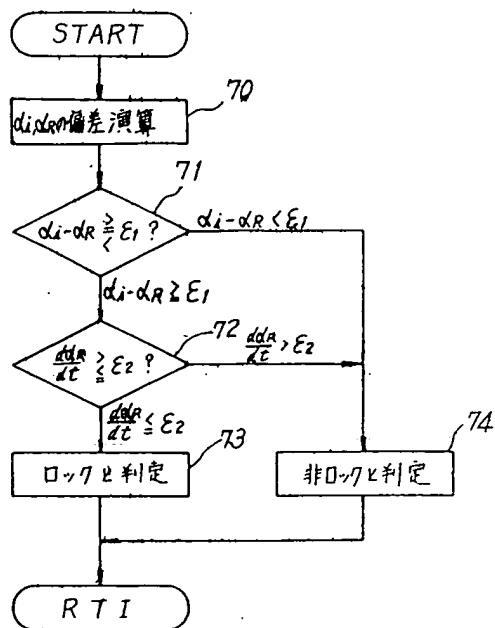 START
70
αi,αRの偏差演算
71
αi-αR ≧< ε1 ?
αi-αR < ε1
αi-αR ≧ ε1
72
dαR/dt >≦ ε2 ?
dαR/dt > ε2
dαR/dt ≦ ε2
73
74
ロックと判定
非ロックと判定
RTI